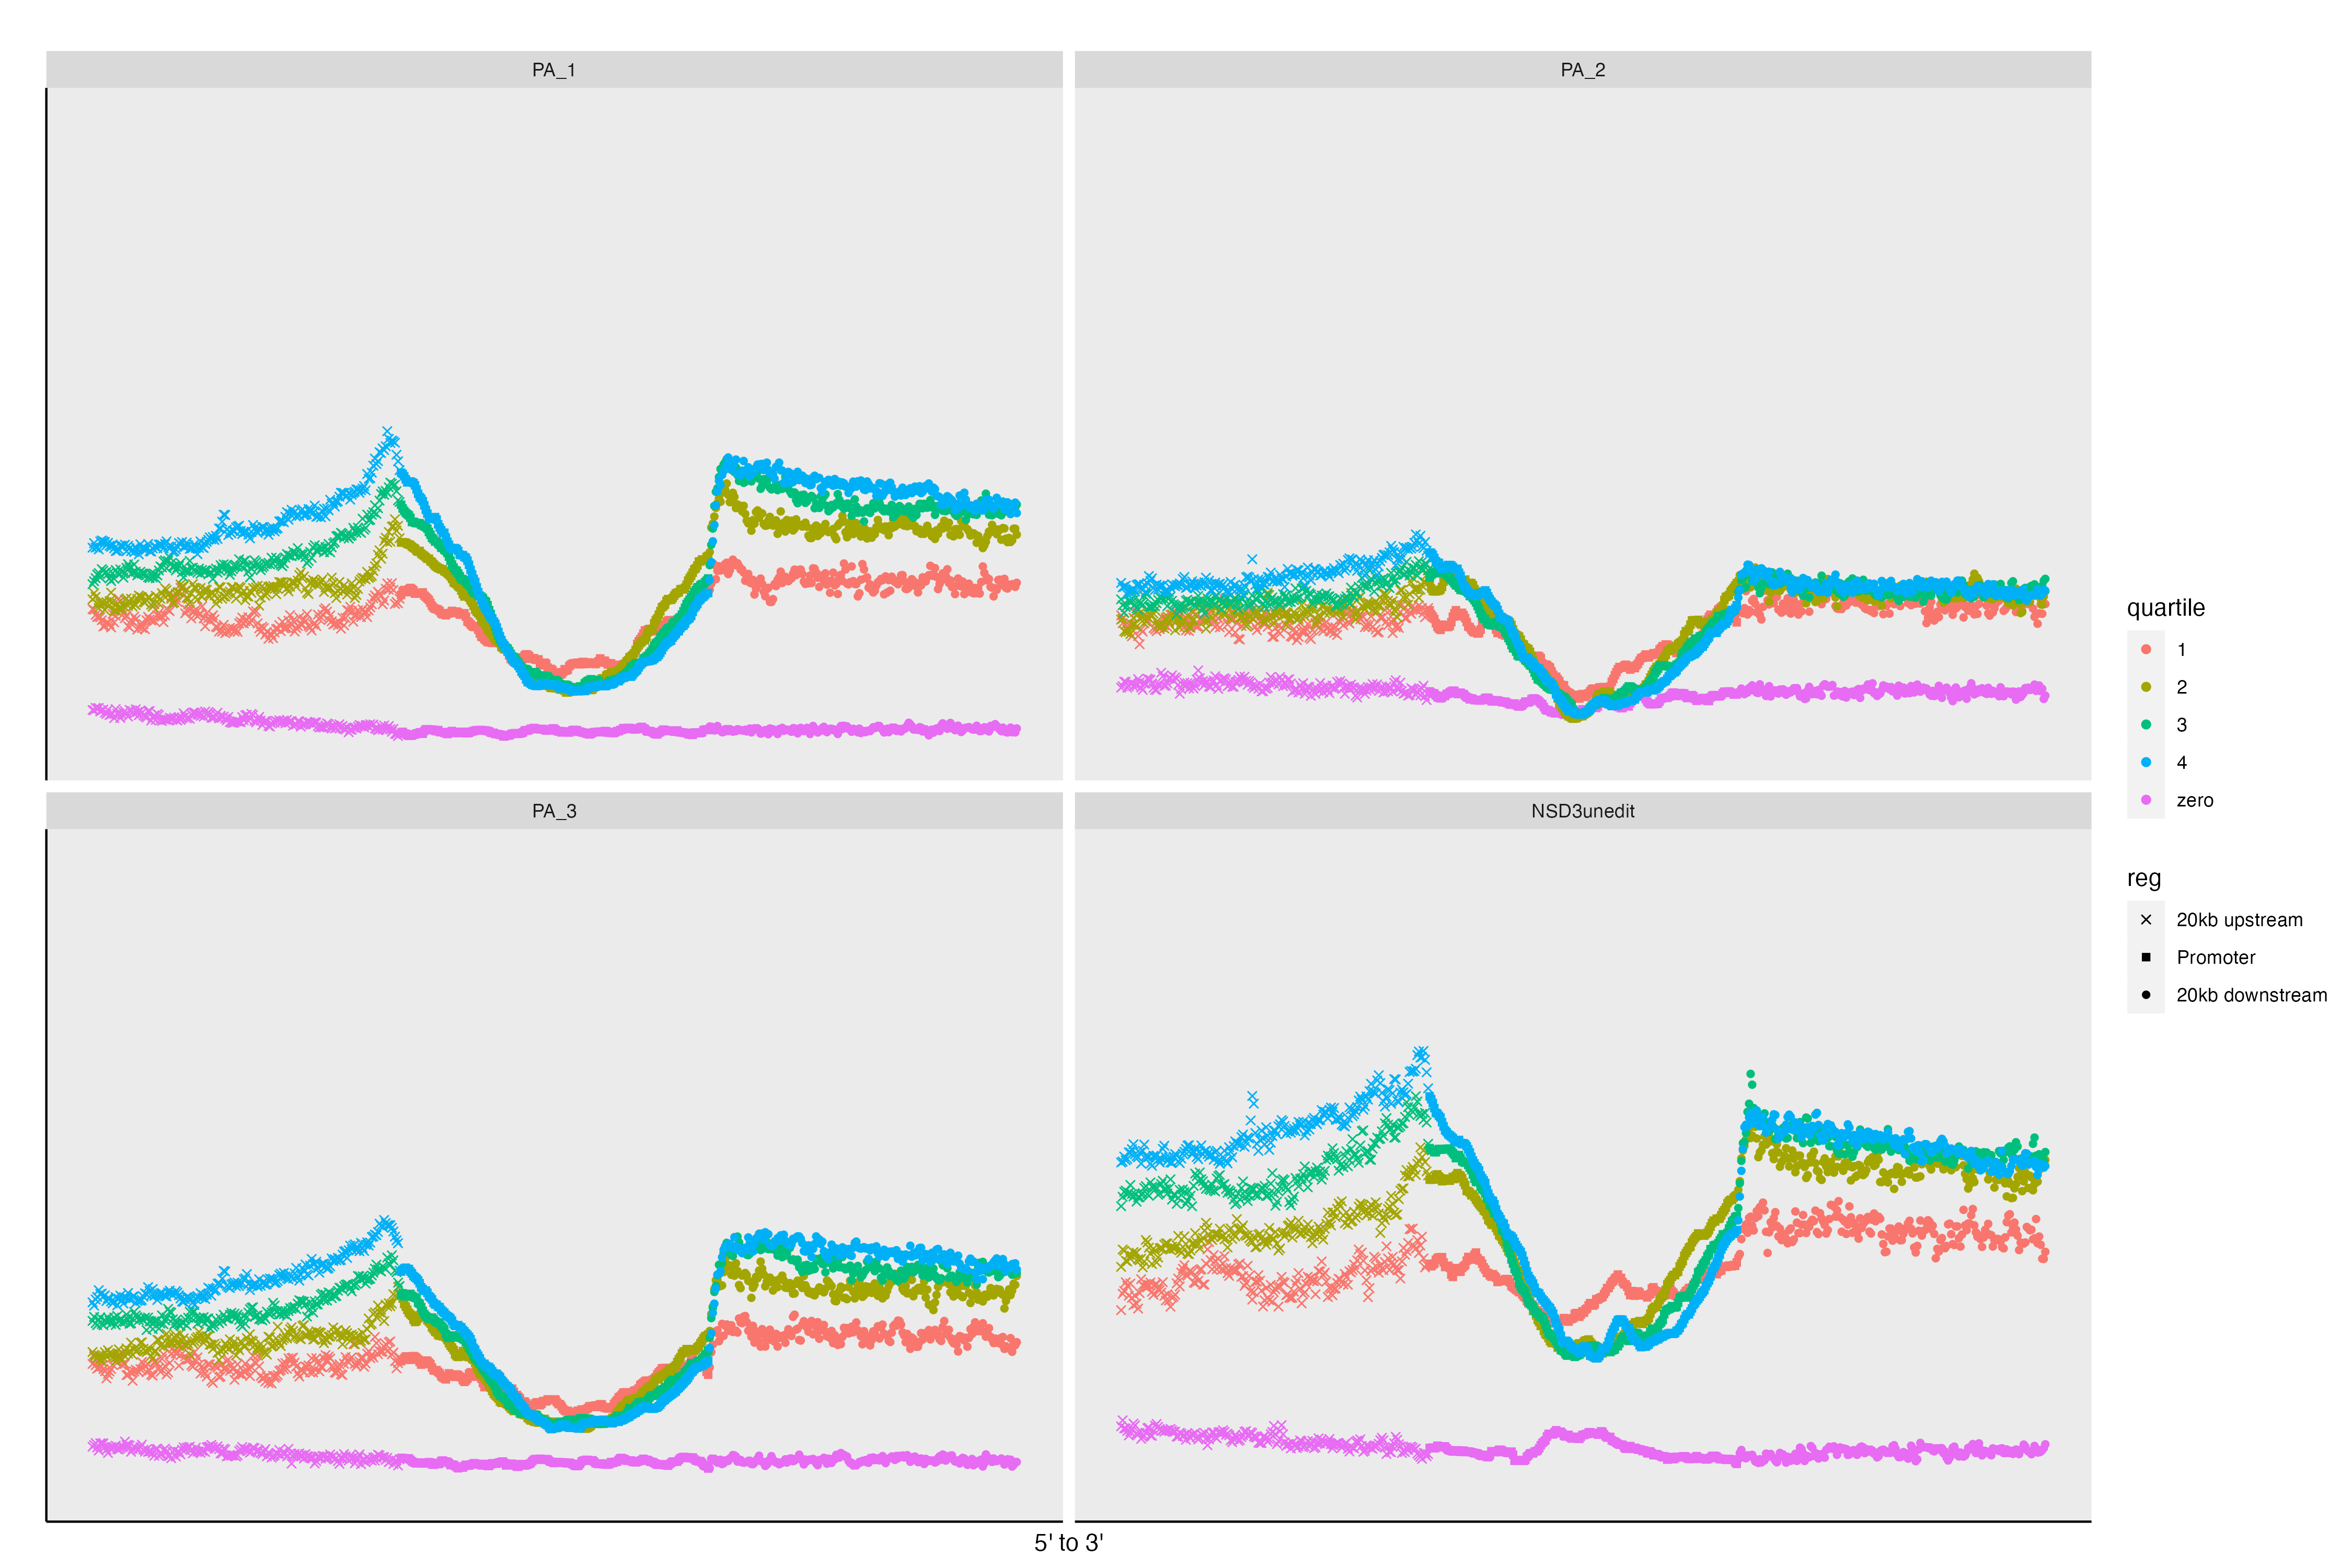 PA_1
PA_2
PA_3
NSD3unedit
5' to 3'
quartile
1
2
3
4
zero
reg
20kb upstream
Promoter
20kb downstream